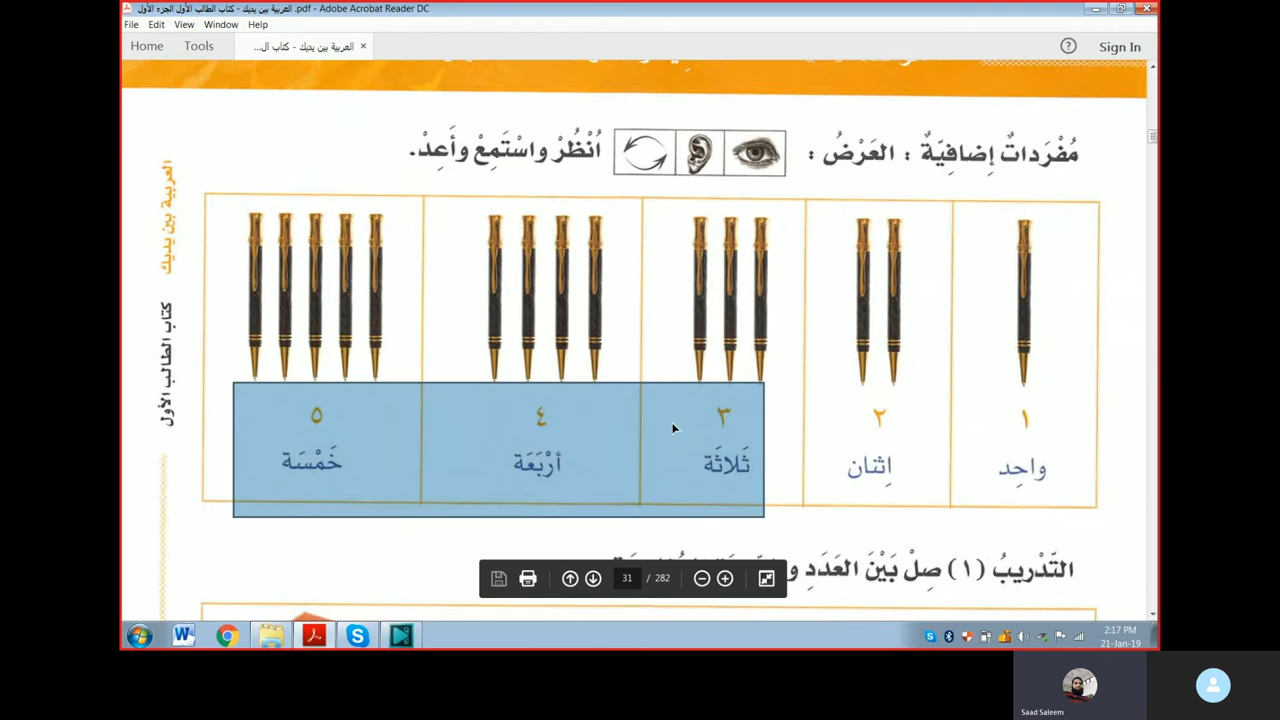 العربية بين يديك - كتاب الطالب الأول الجزء الأول.pdf - Adobe Acrobat Reader DC
File Edit View Window Help
Home Tools العربية بين يديك - كتاب ال... × Sign In
مُفْرَداتٌ إِضافِيّةٌ : العَرْضُ : اُنْظُرْ واسْتَمِعْ وأَعِدْ.
١ ٢ ٣ ٤ ٥
واحِد اِثنان ثَلاثَة أرْبَعَة خَمْسَة
العربية بين يديك
كتاب الطالب الأول
التّدْريبُ (١) صِلْ بَيْنَ العَدَدِ
31 / 282
2:17 PM
21-Jan-19
Saad Saleem